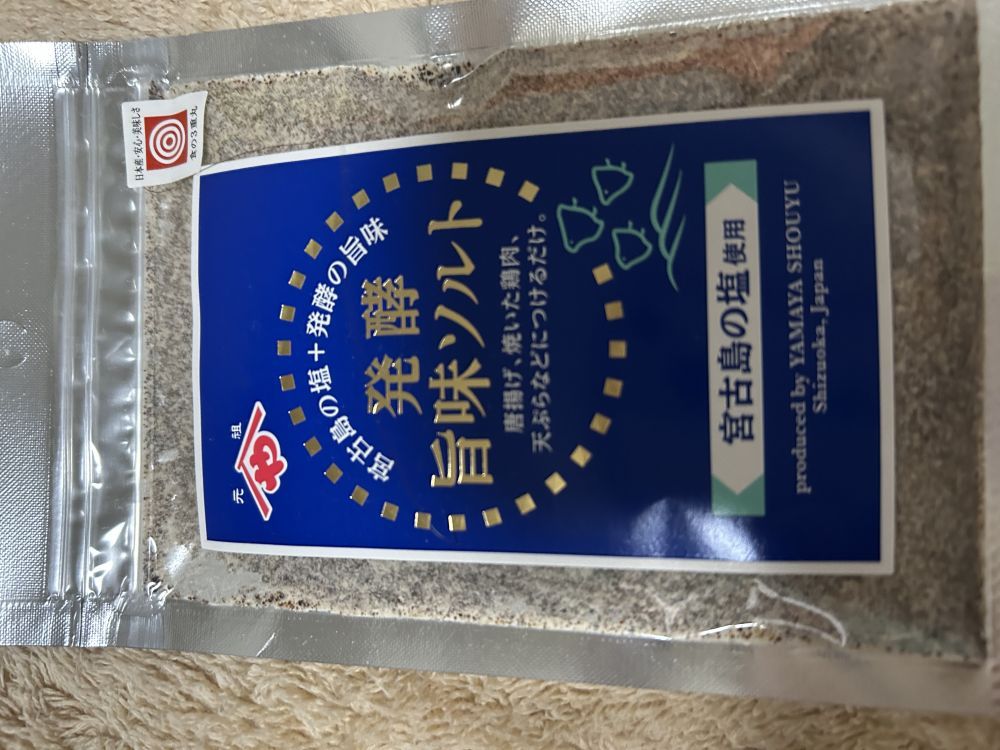 日本産・安心・美味しさ
食の3重丸
元祖
や
宮古島の塩+発酵の旨味
発酵
旨味ソルト
唐揚げ、焼いた鶏肉、
天ぷらなどにつけるだけ。
宮古島の塩使用
produced by YAMAYA SHOUYU
Shizuoka, Japan